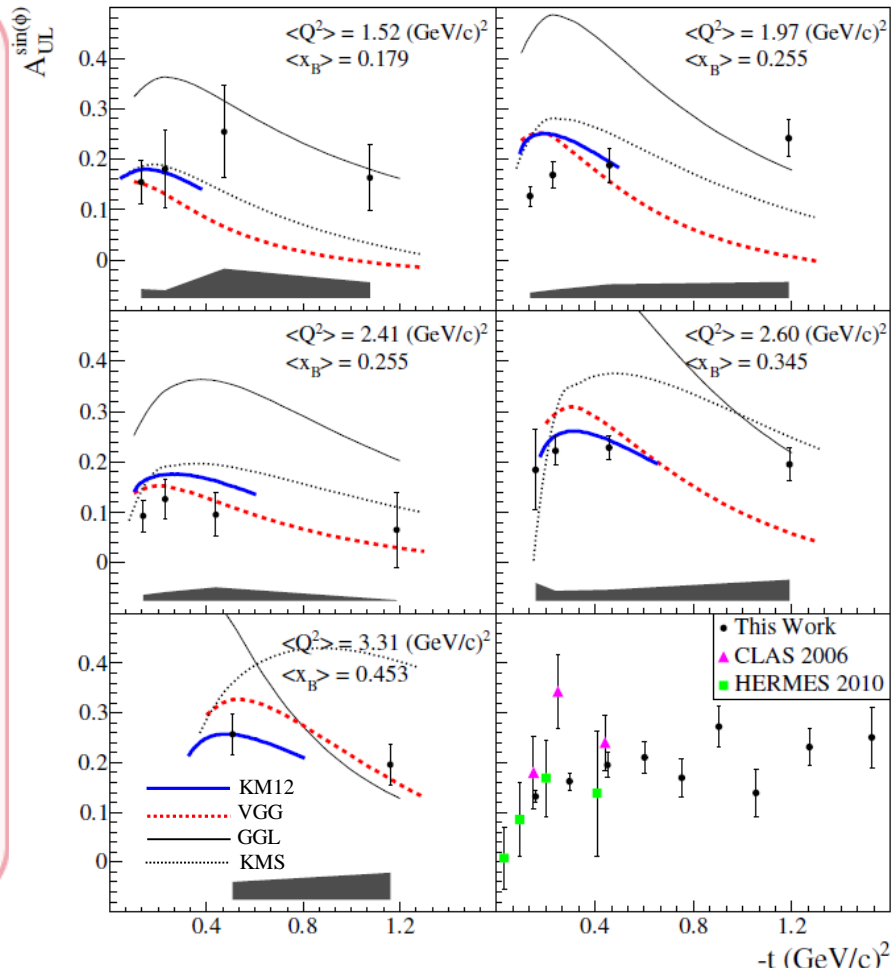 A_UL^sin(ϕ)
<Q²> = 1.52 (GeV/c)²
<x_B> = 0.179
<Q²> = 1.97 (GeV/c)²
<x_B> = 0.255
0.4
0.3
0.2
0.1
0
<Q²> = 2.41 (GeV/c)²
<x_B> = 0.255
<Q²> = 2.60 (GeV/c)²
<x_B> = 0.345
0.4
0.3
0.2
0.1
0
<Q²> = 3.31 (GeV/c)²
<x_B> = 0.453
This Work
CLAS 2006
HERMES 2010
0.4
0.3
0.2
0.1
0
KM12
VGG
GGL
KMS
0.4 0.8 1.2 0.4 0.8 1.2
-t (GeV/c)²